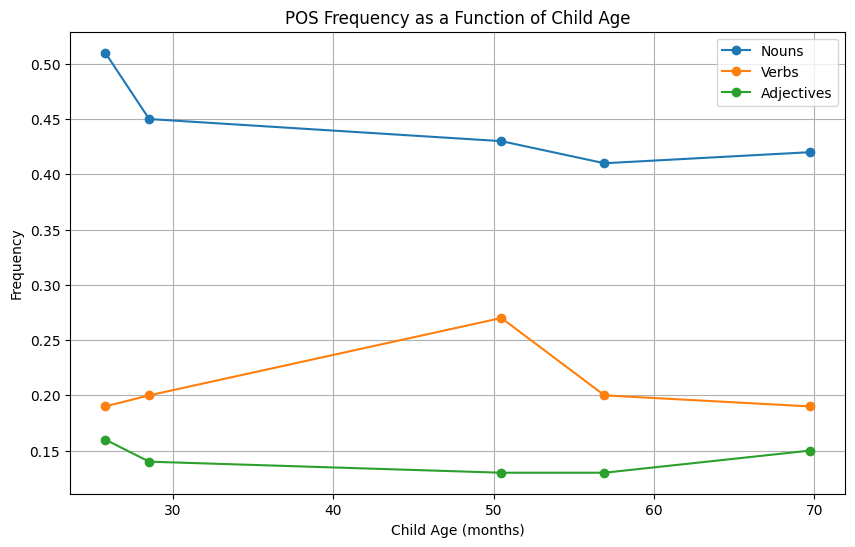 POS Frequency as a Function of Child Age
Nouns
Verbs
Adjectives
Frequency
0.50
0.45
0.40
0.35
0.30
0.25
0.20
0.15
30 40 50 60 70
Child Age (months)